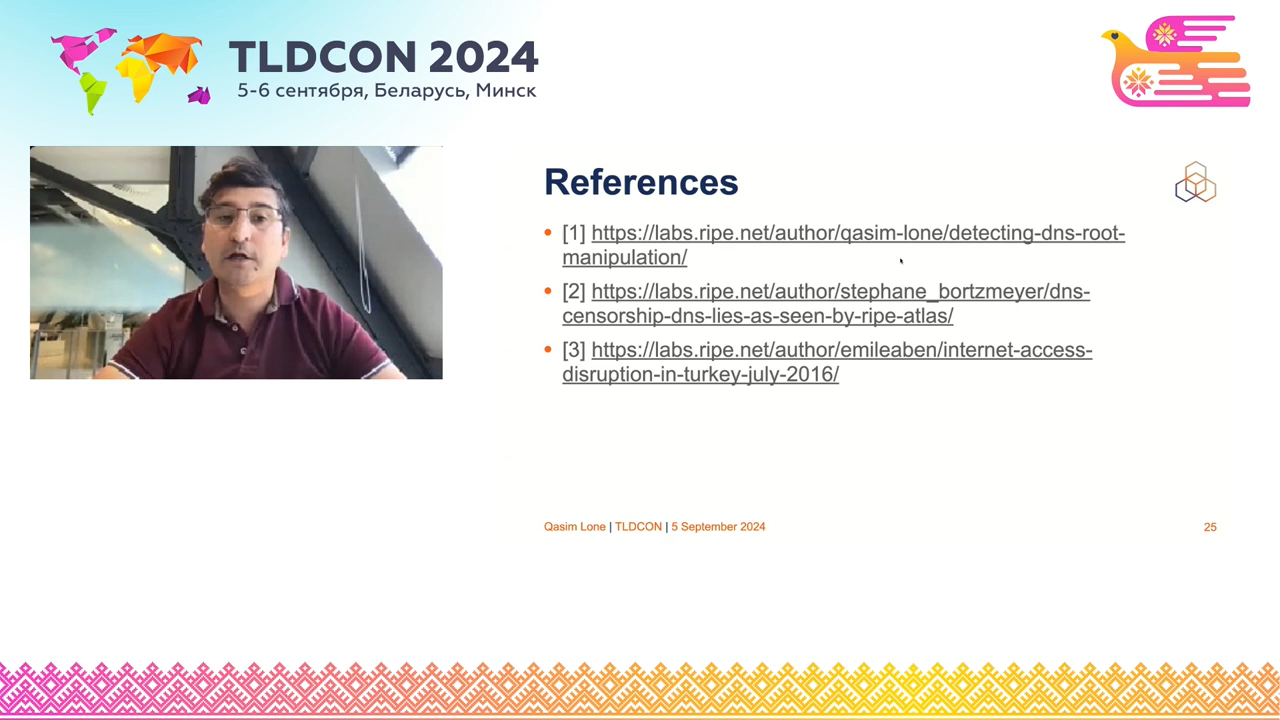 TLDCON 2024
5-6 сентября, Беларусь, Минск
References
• [1] https://labs.ripe.net/author/qasim-lone/detecting-dns-root-
manipulation/
• [2] https://labs.ripe.net/author/stephane_bortzmeyer/dns-
censorship-dns-lies-as-seen-by-ripe-atlas/
• [3] https://labs.ripe.net/author/emileaben/internet-access-
disruption-in-turkey-july-2016/
Qasim Lone | TLDCON | 5 September 2024
25